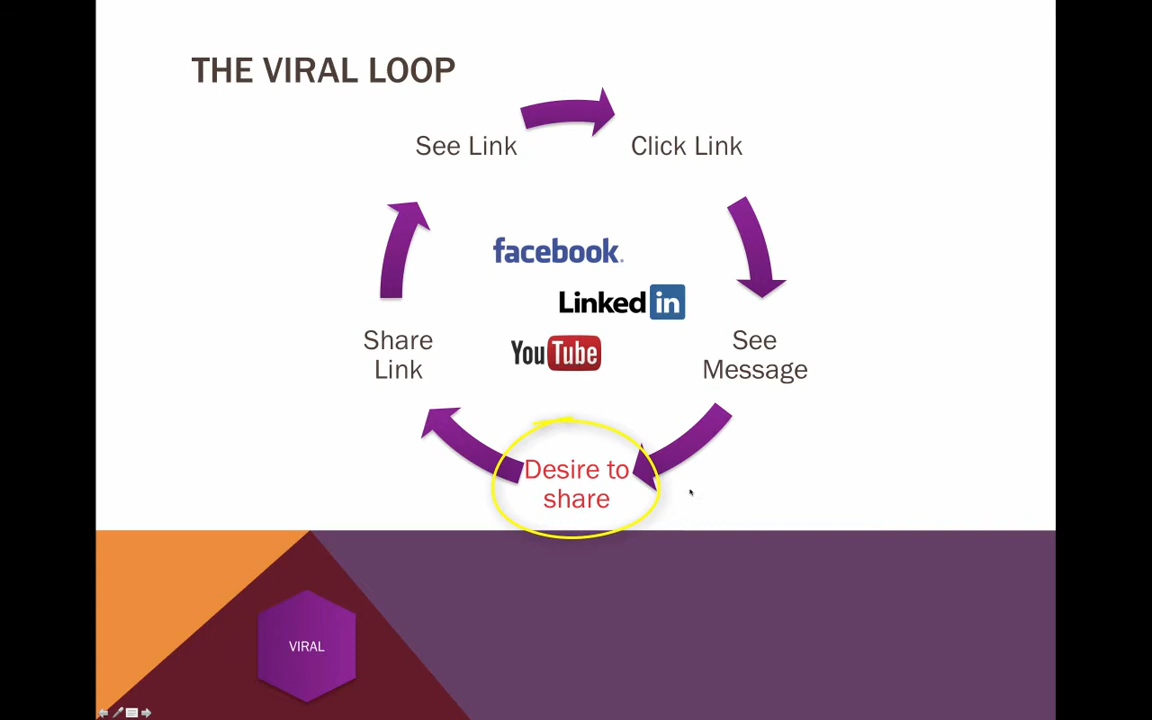 THE VIRAL LOOP
See Link
Click Link
facebook.
Linked in
YouTube
Share
Link
See
Message
Desire to
share
VIRAL